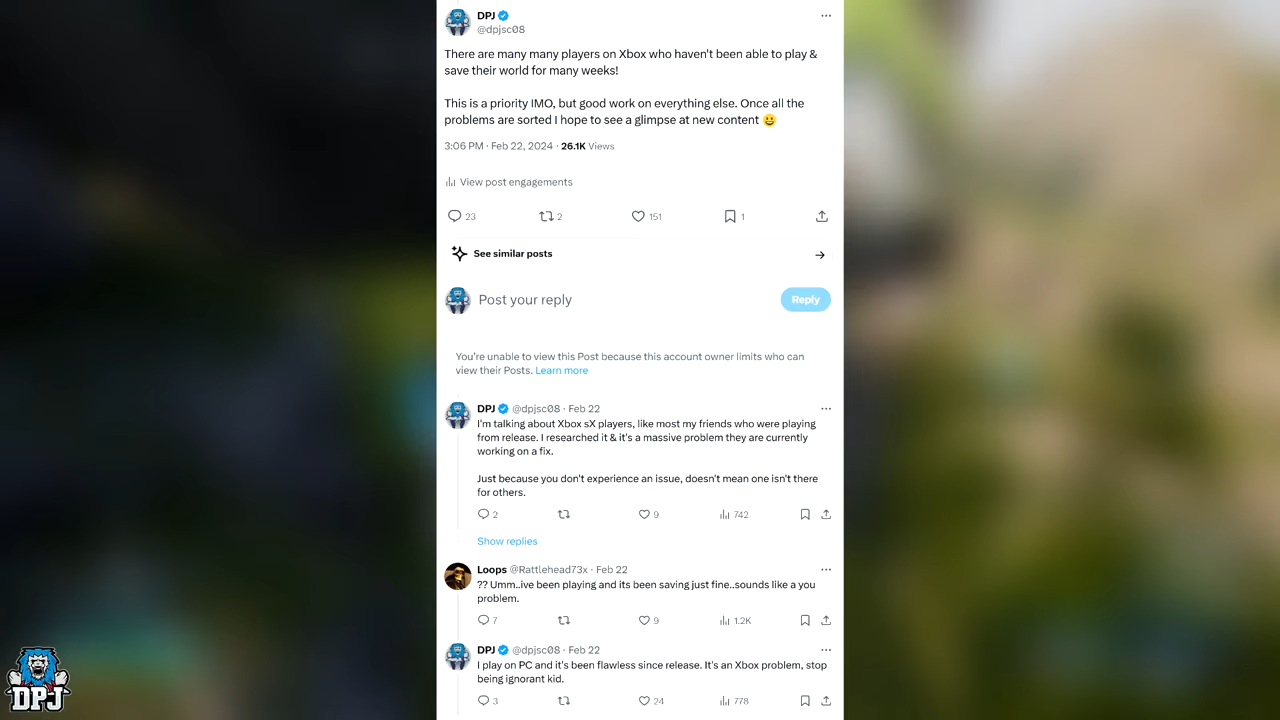 DPJ
@dpjsc08
There are many many players on Xbox who haven't been able to play &
save their world for many weeks!
This is a priority IMO, but good work on everything else. Once all the
problems are sorted I hope to see a glimpse at new content 😀
3:06 PM · Feb 22, 2024 · 26.1K Views
View post engagements
23 2 151 1
See similar posts
Post your reply
Reply
You're unable to view this Post because this account owner limits who can
view their Posts. Learn more
DPJ @dpjsc08 · Feb 22
I'm talking about Xbox sX players, like most my friends who were playing
from release. I researched it & it's a massive problem they are currently
working on a fix.
Just because you don't experience an issue, doesn't mean one isn't there
for others.
2 9 742
Show replies
Loops @Rattlehead73x · Feb 22
?? Umm..ive been playing and its been saving just fine..sounds like a you
problem.
7 9 1.2K
DPJ @dpjsc08 · Feb 22
I play on PC and it's been flawless since release. It's an Xbox problem, stop
being ignorant kid.
3 24 778
DPJ